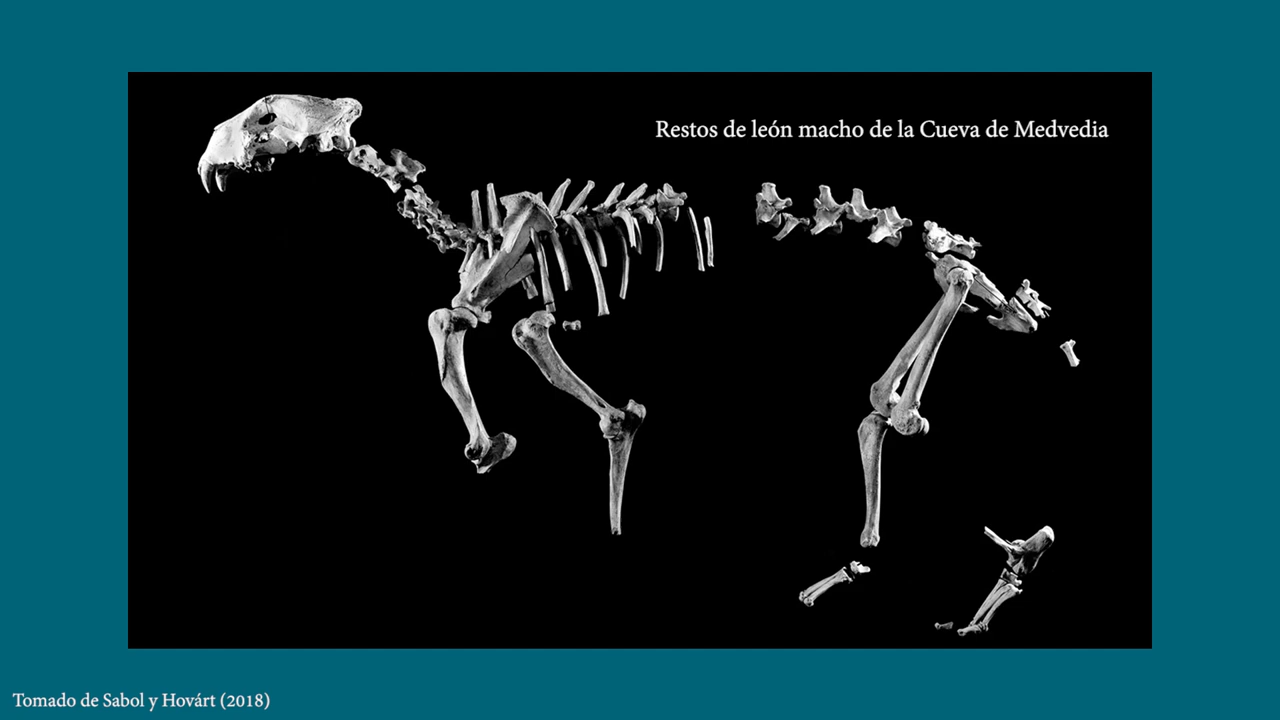 Restos de león macho de la Cueva de Medvedia
Tomado de Sabol y Hovárt (2018)